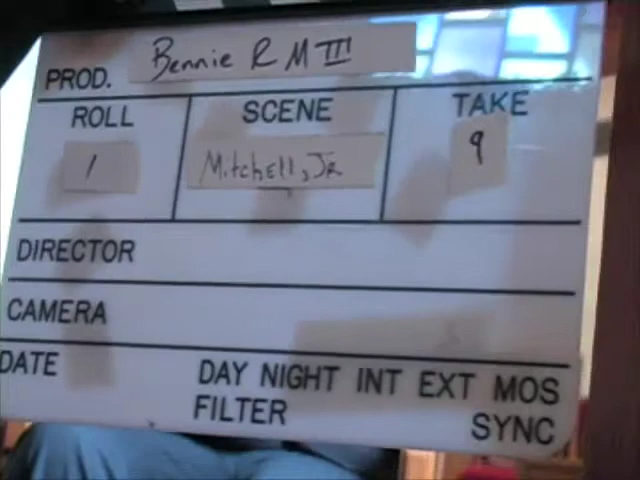 PROD. Bennie R M III
ROLL SCENE TAKE
1 Mitchell, Jr 9
DIRECTOR
CAMERA
DATE DAY NIGHT INT EXT MOS
FILTER SYNC